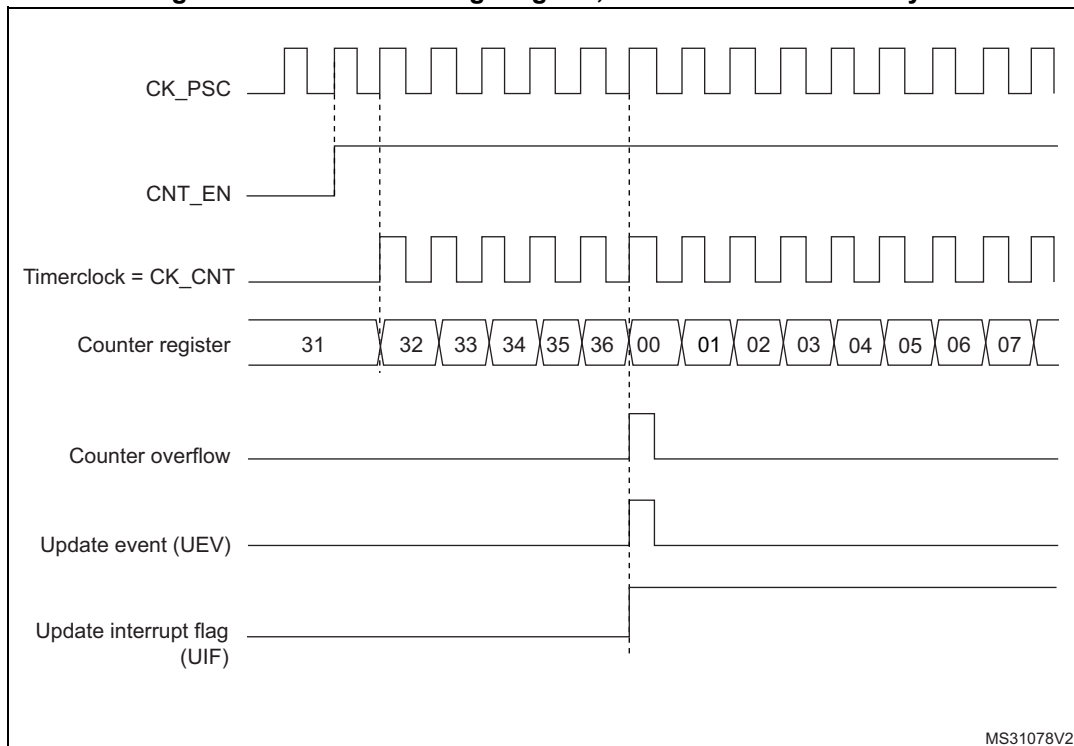 CK_PSC
CNT_EN
Timerclock = CK_CNT
Counter register 31 32 33 34 35 36 00 01 02 03 04 05 06 07
Counter overflow
Update event (UEV)
Update interrupt flag
(UIF)
MS31078V2